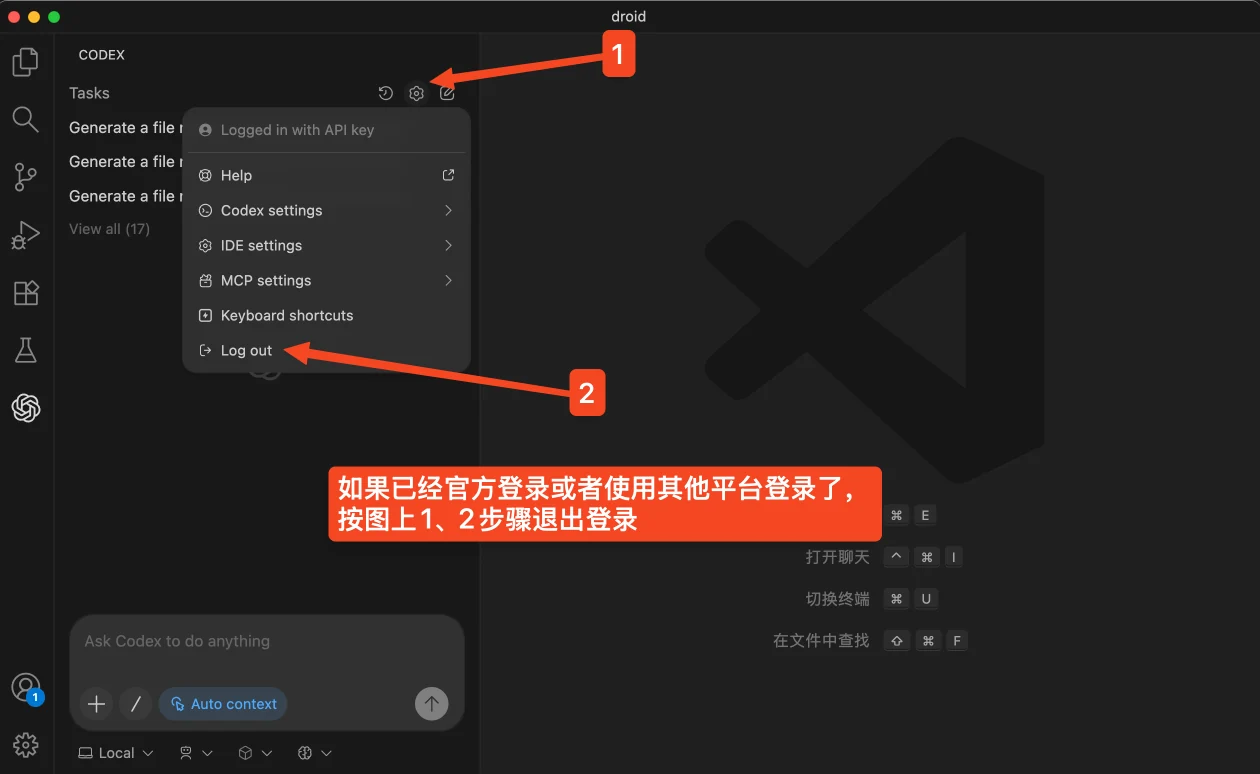 droid
CODEX
1
Tasks
Generate a file
Logged in with API key
Generate a file
Help
Generate a file
Codex settings
View all (17)
IDE settings
MCP settings
Keyboard shortcuts
Log out
2
如果已经官方登录或者使用其他平台登录了，
按图上1、2步骤退出登录
⌘ E
打开聊天 ^ ⌘ I
切换终端 ⌘ U
在文件中查找 ⇧ ⌘ F
Ask Codex to do anything
+ / Auto context
1
Local